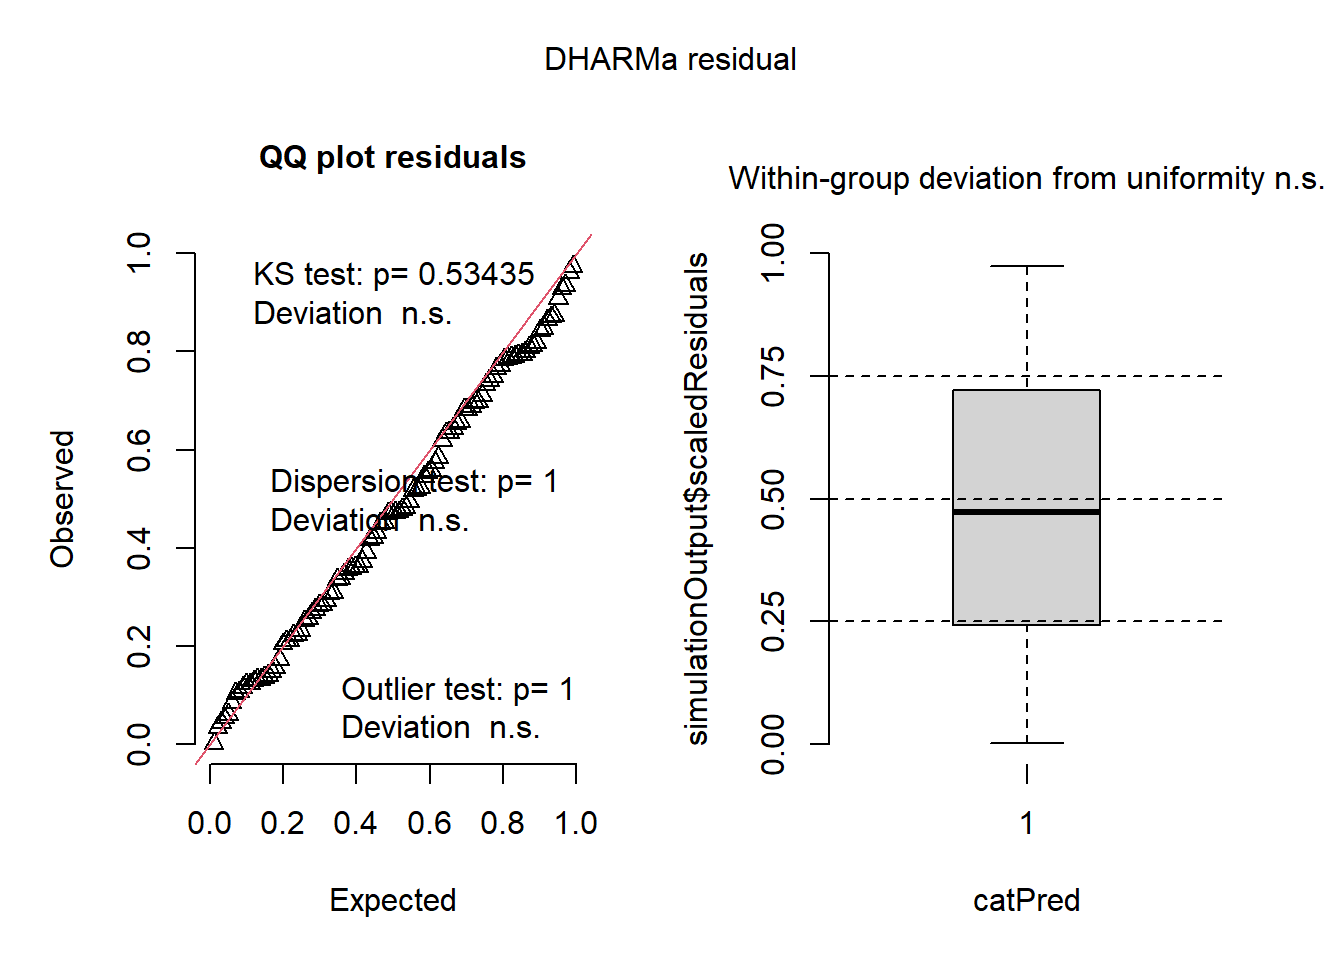 DHARMa residual
QQ plot residuals
KS test: p= 0.53435
Deviation  n.s.
Dispersion test: p= 1
Deviation  n.s.
Outlier test: p= 1
Deviation  n.s.
Observed
0.0 0.2 0.4 0.6 0.8 1.0
0.0 0.2 0.4 0.6 0.8 1.0
Expected
Within-group deviation from uniformity n.s.
simulationOutput$scaledResiduals
0.00 0.25 0.50 0.75 1.00
1
catPred